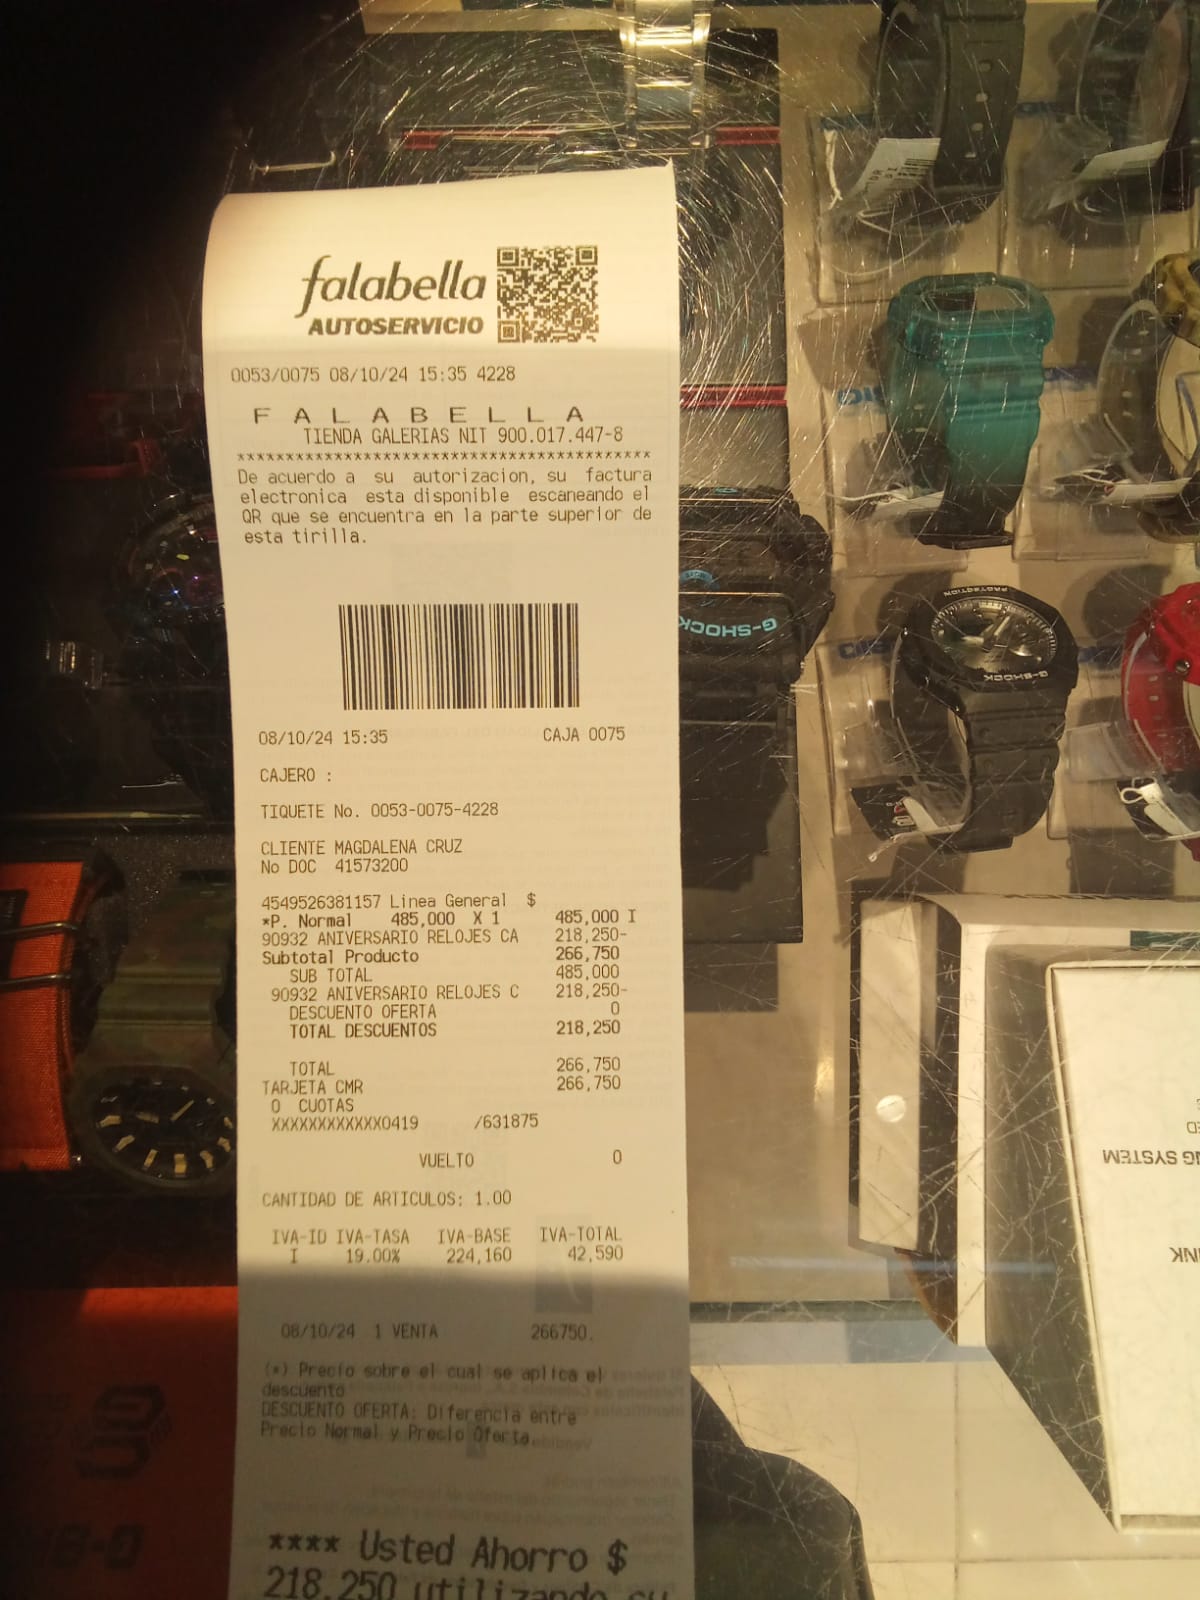 falabella
AUTOSERVICIO
0053/0075 08/10/24 15:35 4228
F A L A B E L L A
TIENDA GALERIAS NIT 900.017.447-8
*******************************************
De acuerdo a su autorizacion, su factura
electronica esta disponible escaneando el
QR que se encuentra en la parte superior de
esta tirilla.
08/10/24 15:35 CAJA 0075
CAJERO :
TIQUETE No. 0053-0075-4228
CLIENTE MAGDALENA CRUZ
No DOC 41573200
4549526381157 Linea General $
*P. Normal 485,000 X 1 485,000 I
90932 ANIVERSARIO RELOJES CA 218,250-
Subtotal Producto 266,750
SUB TOTAL 485,000
90932 ANIVERSARIO RELOJES C 218,250-
DESCUENTO OFERTA 0
TOTAL DESCUENTOS 218,250
TOTAL 266,750
TARJETA CMR 266,750
0 CUOTAS
XXXXXXXXXXXX0419 /631875
VUELTO 0
CANTIDAD DE ARTICULOS: 1.00
IVA-ID IVA-TASA IVA-BASE IVA-TOTAL
I 19.00% 224,160 42,590
08/10/24 1 VENTA 266750.
(*) Precio sobre el cual se aplica el
descuento
DESCUENTO OFERTA: Diferencia entre
Precio Normal y Precio Oferta
**** Usted Ahorro $
218,250 utilizando su
G-SHOCK
PROTECTION
G-SHOCK
CASIO
NG SYSTEM
INK